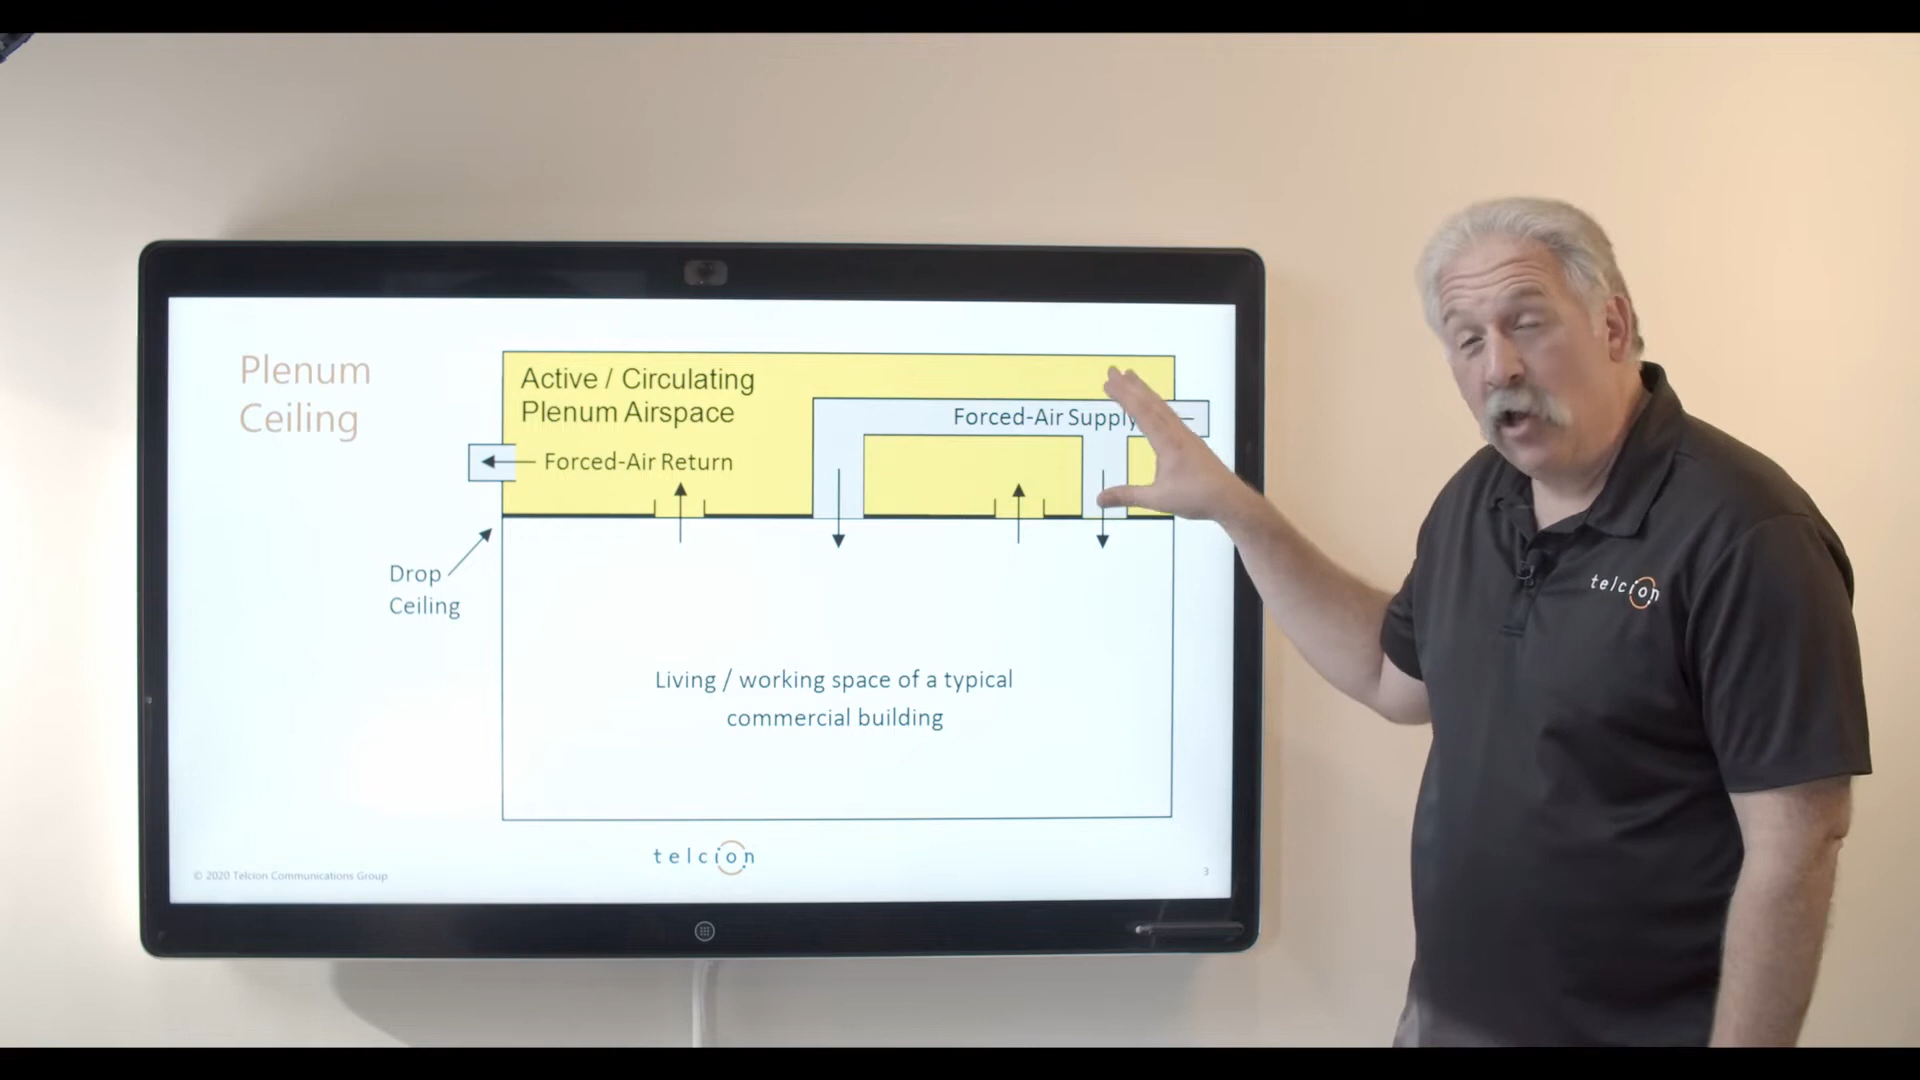 Plenum
Ceiling
Active / Circulating
Plenum Airspace
Forced-Air Supply
Forced-Air Return
Drop
Ceiling
Living / working space of a typical
commercial building
telcion
© 2020 Telcion Communications Group
3
telcion